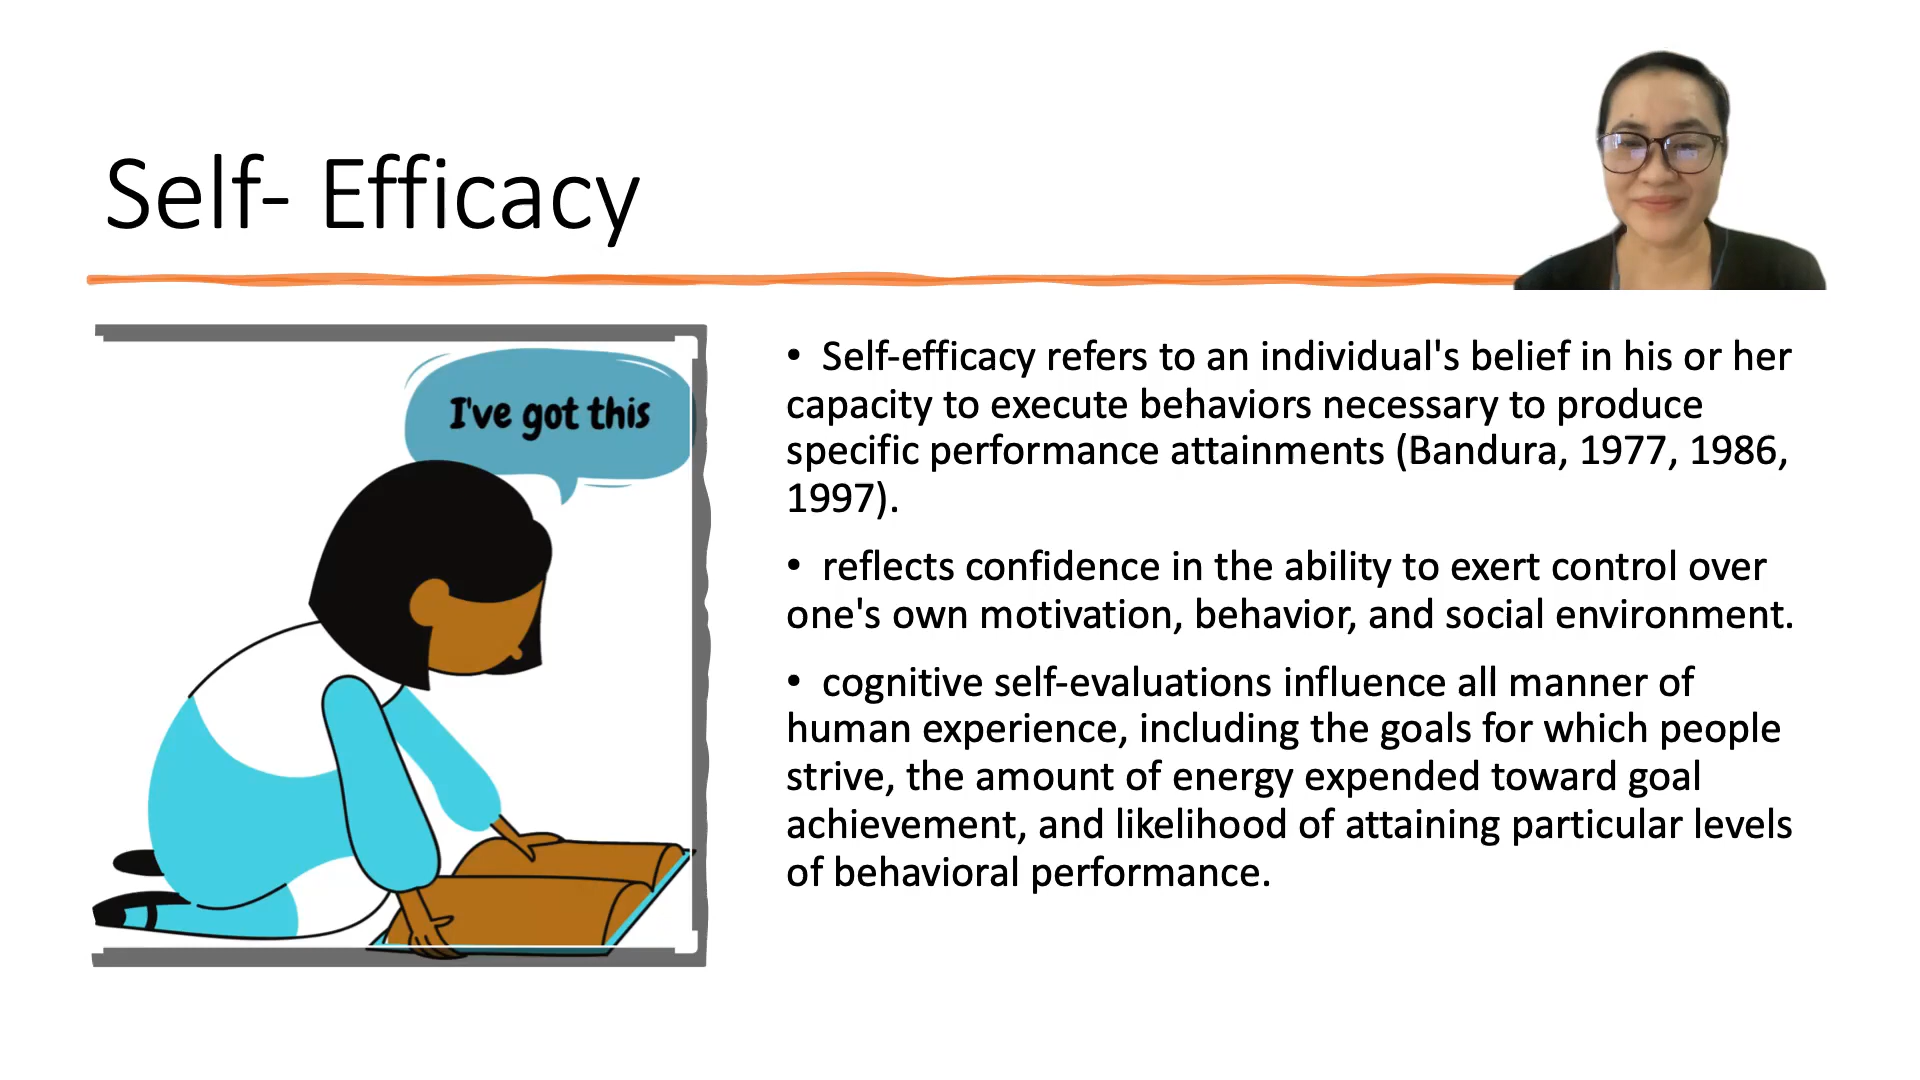 Self- Efficacy
I've got this
• Self-efficacy refers to an individual's belief in his or her
capacity to execute behaviors necessary to produce
specific performance attainments (Bandura, 1977, 1986,
1997).
• reflects confidence in the ability to exert control over
one's own motivation, behavior, and social environment.
• cognitive self-evaluations influence all manner of
human experience, including the goals for which people
strive, the amount of energy expended toward goal
achievement, and likelihood of attaining particular levels
of behavioral performance.